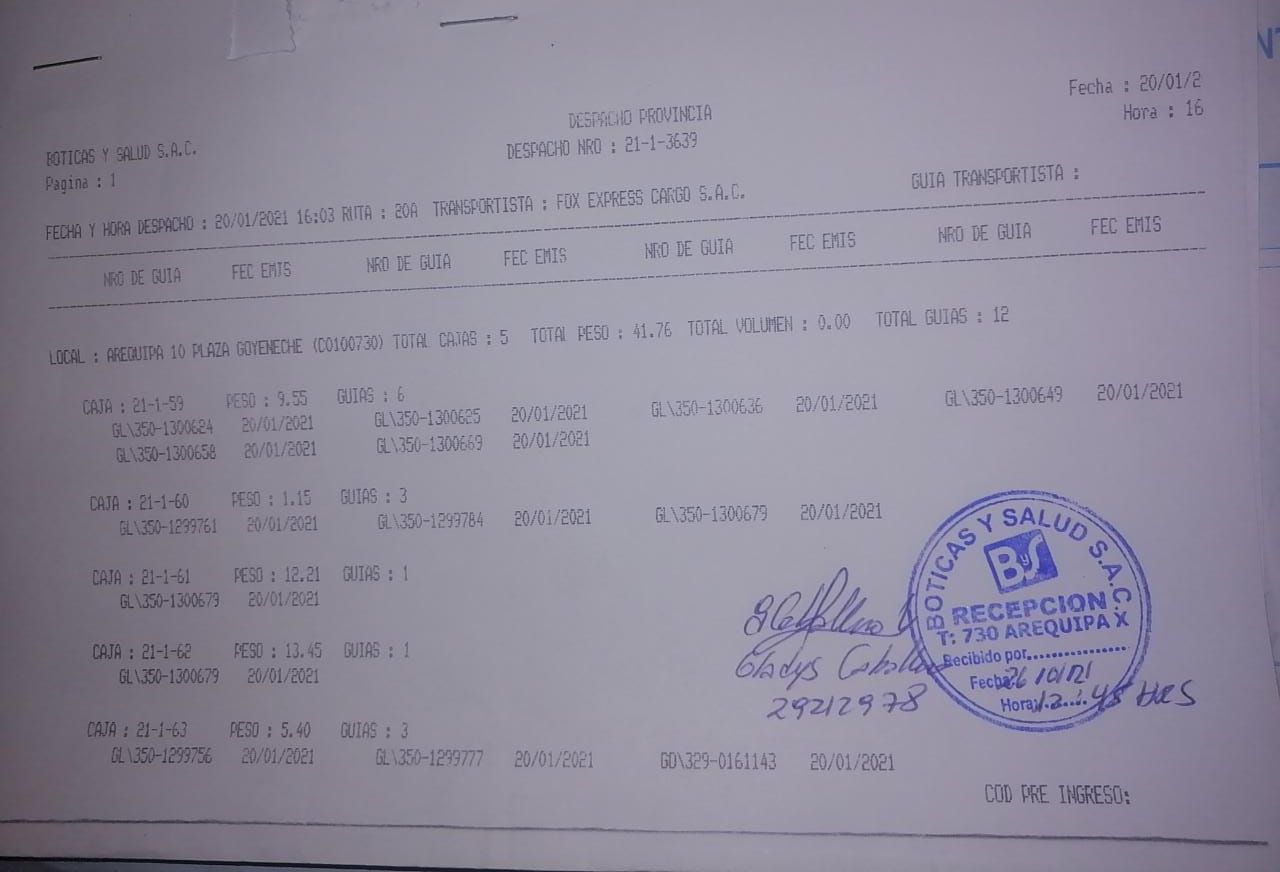 Fecha : 20/01/2
Hora : 16
DESPACHO PROVINCIA
DESPACHO NRO : 21-1-3639
BOTICAS Y SALUD S.A.C.
Pagina : 1
GUIA TRANSPORTISTA :
FECHA Y HORA DESPACHO : 20/01/2021 16:03 RUTA : 20A TRANSPORTISTA : FOX EXPRESS CARGO S.A.C.
NRO DE GUIA FEC EMIS NRO DE GUIA FEC EMIS NRO DE GUIA FEC EMIS NRO DE GUIA FEC EMIS
LOCAL : AREQUIPA 10 PLAZA GOYENECHE (C0100730) TOTAL CAJAS : 5 TOTAL PESO : 41.76 TOTAL VOLUMEN : 0.00 TOTAL GUIAS : 12
CAJA : 21-1-59 PESO : 9.55 GUIAS : 6
GL\350-1300624 20/01/2021 GL\350-1300625 20/01/2021 GL\350-1300636 20/01/2021 GL\350-1300649 20/01/2021
GL\350-1300658 20/01/2021 GL\350-1300669 20/01/2021
CAJA : 21-1-60 PESO : 1.15 GUIAS : 3
GL\350-1299761 20/01/2021 GL\350-1299784 20/01/2021 GL\350-1300679 20/01/2021
CAJA : 21-1-61 PESO : 12.21 GUIAS : 1
GL\350-1300679 20/01/2021
CAJA : 21-1-62 PESO : 13.45 GUIAS : 1
GL\350-1300679 20/01/2021
CAJA : 21-1-63 PESO : 5.40 GUIAS : 3
GL\350-1299756 20/01/2021 GL\350-1299777 20/01/2021 GD\329-0161143 20/01/2021
BOTICAS Y SALUD S.A.C.
ByS
RECEPCION
T: 730 AREQUIPA X
Recibido por
Fecha: 26/01/21
Hora: 12:45 HRS
Gladys
29212978
COD PRE INGRESO: